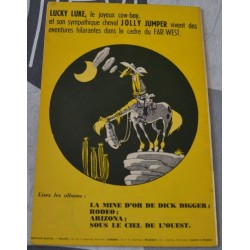 LUCKY LUKE, le joyeux cow-boy,
et son sympathique cheval JOLLY JUMPER vivent des
aventures hilarantes dans le cadre du FAR-WEST.
Lisez les albums :
LA MINE D'OR DE DICK DIGGER ;
RODEO ;
ARIZONA ;
SOUS LE CIEL DE L'OUEST.